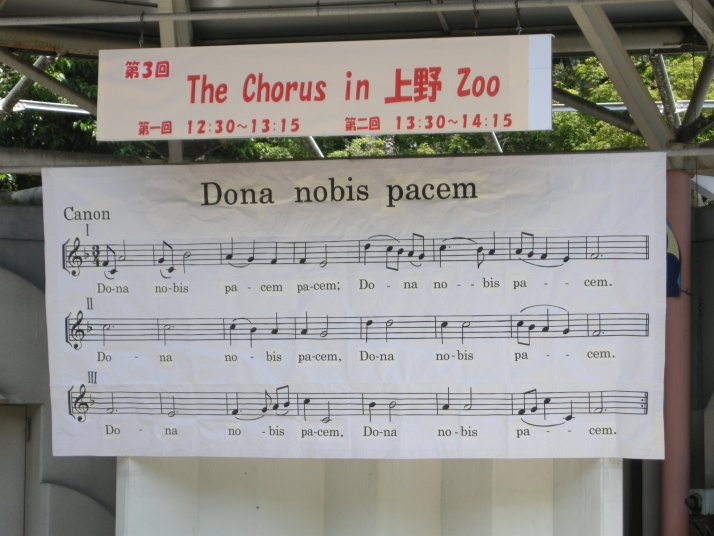 第3回 The Chorus in 上野 Zoo
第一回 12:30～13:15 第二回 13:30～14:15
Dona nobis pacem
Canon
I
Do-na no-bis pa - cem pa-cem; Do - na no - - bis pa - - cem.
II
Do - na no - bis pa-cem, Do-na no-bis pa - - cem.
III
Do - na no - bis pa-cem, Do-na no-bis pa - - cem.